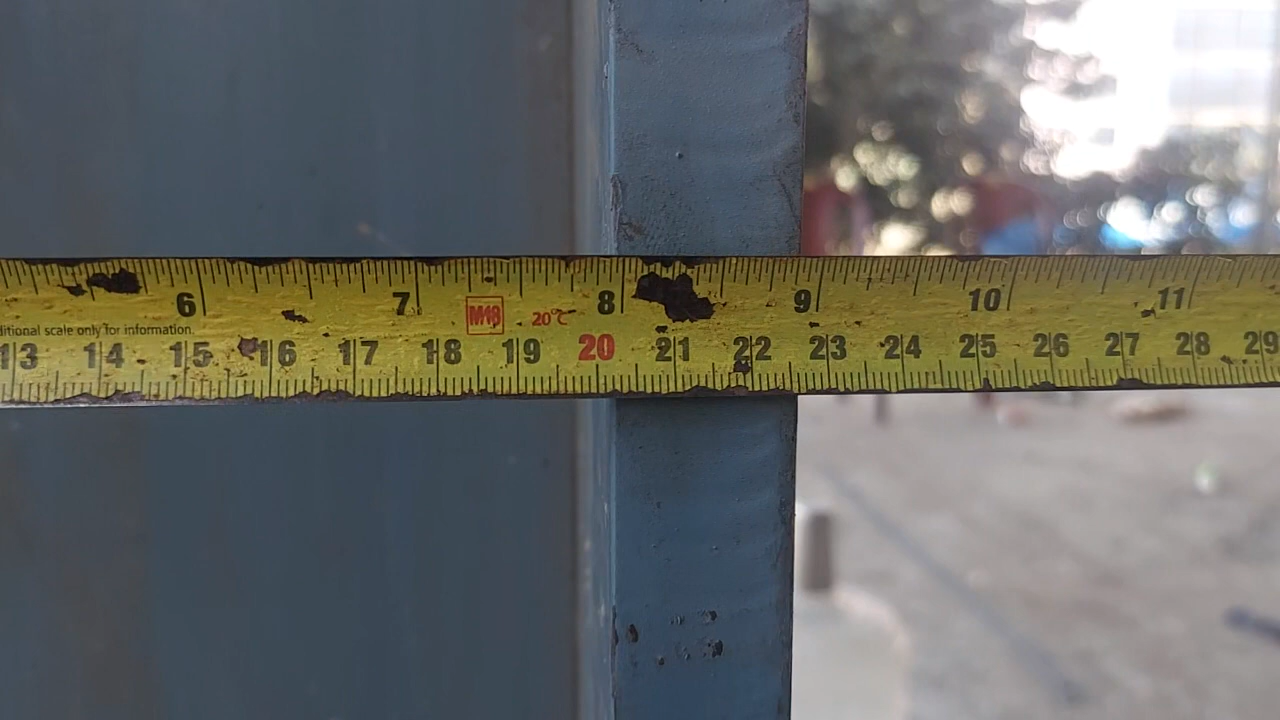 6 7 M18 20°C 8 9 10 11
ditional scale only for information.
13 14 15 16 17 18 19 20 21 22 23 24 25 26 27 28 29